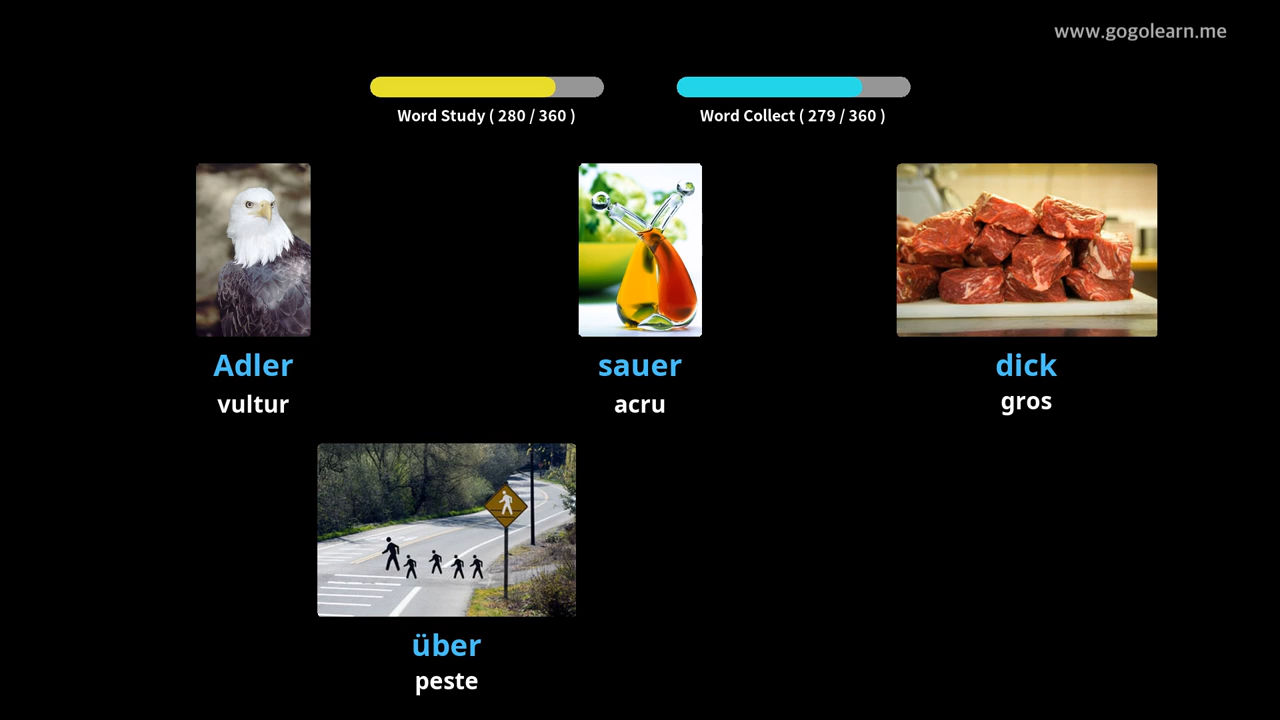 www.gogolearn.me
Word Study ( 280 / 360 )
Word Collect ( 279 / 360 )
Adler
vultur
sauer
acru
dick
gros
über
peste